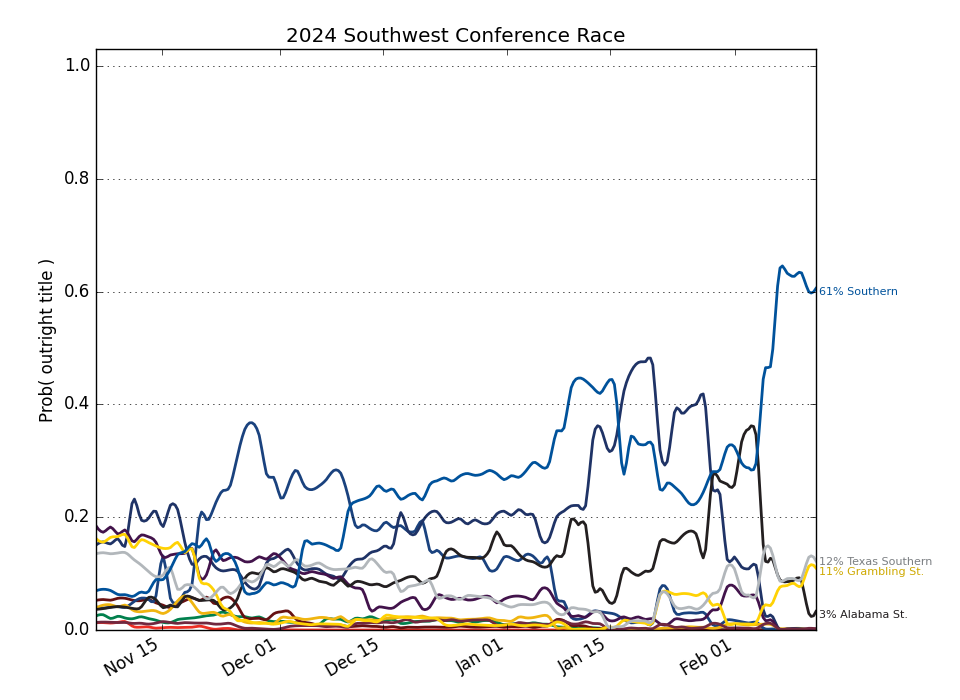 2024 Southwest Conference Race
Prob( outright title )
1.0
0.8
0.6
0.4
0.2
0.0
61% Southern
12% Texas Southern
11% Grambling St.
3% Alabama St.
Nov 15
Dec 01
Dec 15
Jan 01
Jan 15
Feb 01